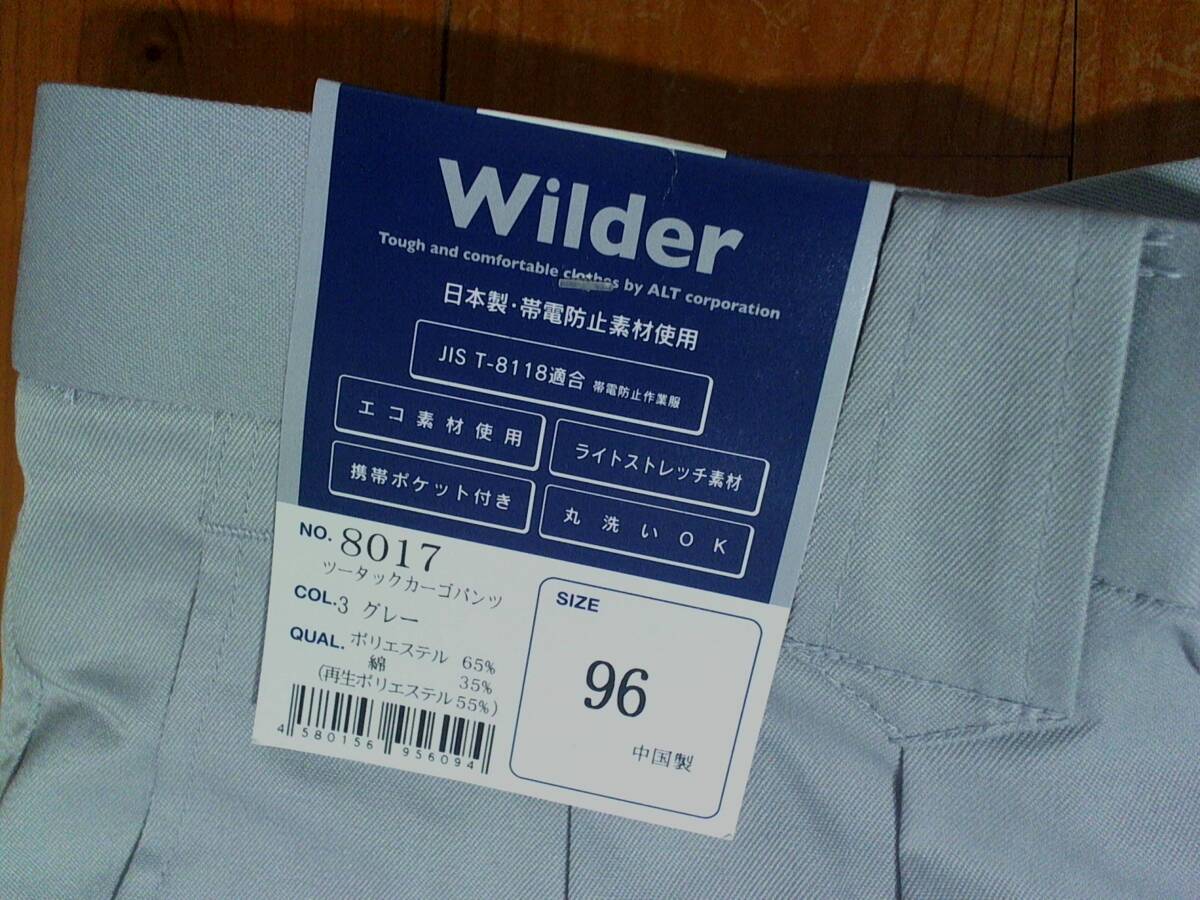 Wilder
Tough and comfortable clothes by ALT corporation
日本製・帯電防止素材使用
JIS T-8118適合 帯電防止作業服
エコ素材使用
ライトストレッチ素材
携帯ポケット付き
丸洗いOK
NO. 8017
ツータックカーゴパンツ
COL.3 グレー
QUAL. ポリエステル 65%
綿 35%
(再生ポリエステル55%)
4 580156 956094
SIZE
96
中国製